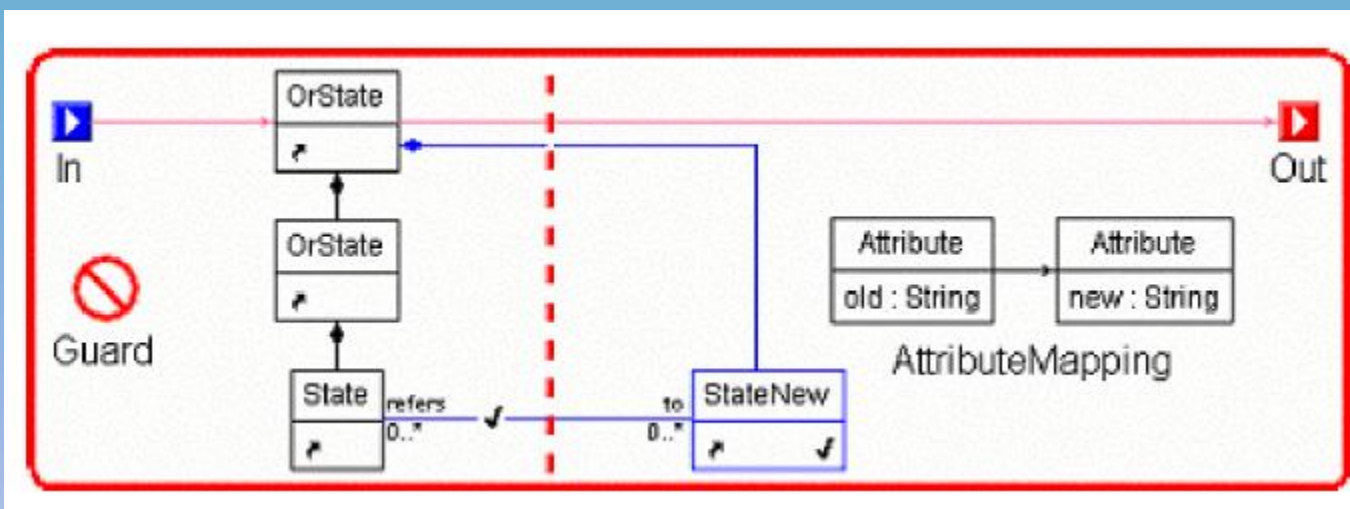 OrState
In
Out
OrState
Guard
Attribute
old : String
Attribute
new : String
AttributeMapping
State
refers
0..*
to
0..*
StateNew